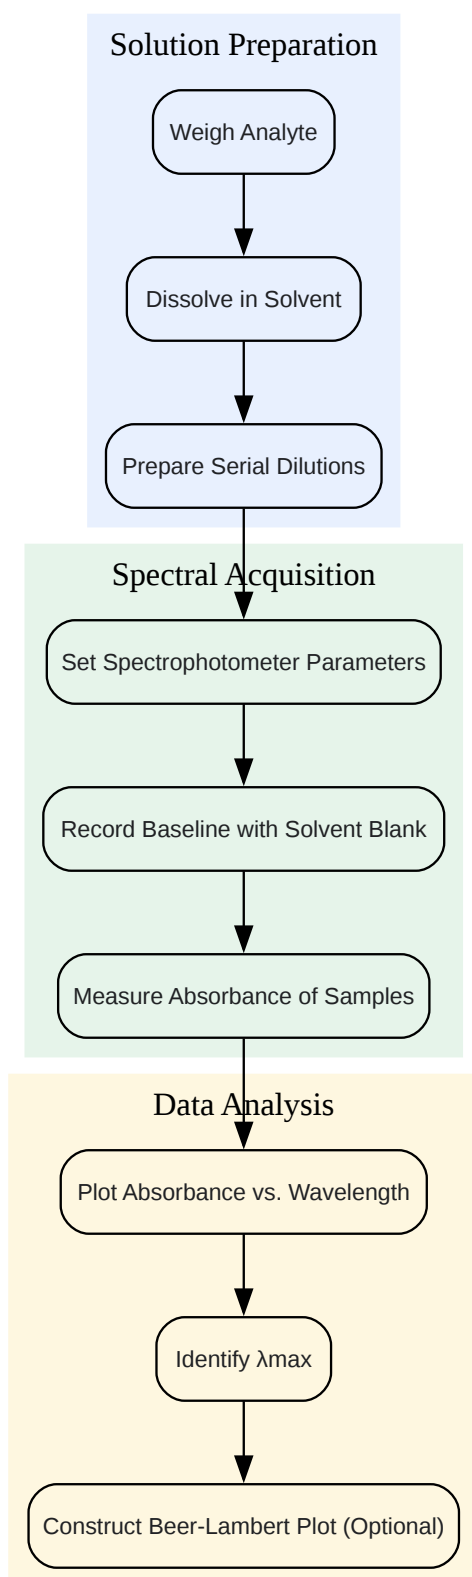 Solution Preparation
Weigh Analyte
Dissolve in Solvent
Prepare Serial Dilutions
Spectral Acquisition
Set Spectrophotometer Parameters
Record Baseline with Solvent Blank
Measure Absorbance of Samples
Data Analysis
Plot Absorbance vs. Wavelength
Identify λmax
Construct Beer-Lambert Plot (Optional)